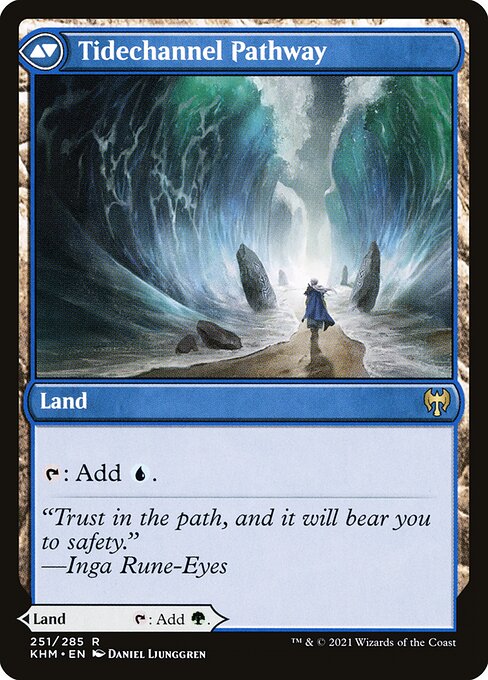 Tidechannel Pathway
Land
: Add .
“Trust in the path, and it will bear you
to safety.”
—Inga Rune-Eyes
Land : Add .
251/285 R
KHM • EN Daniel Ljunggren
™ & © 2021 Wizards of the Coast